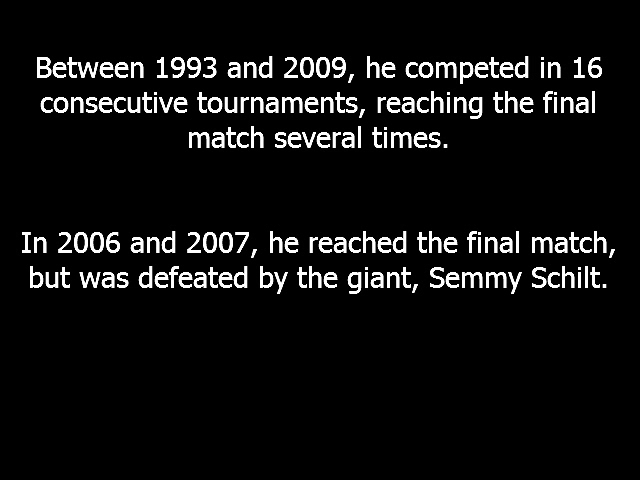 Between 1993 and 2009, he competed in 16
consecutive tournaments, reaching the final
match several times.
In 2006 and 2007, he reached the final match,
but was defeated by the giant, Semmy Schilt.